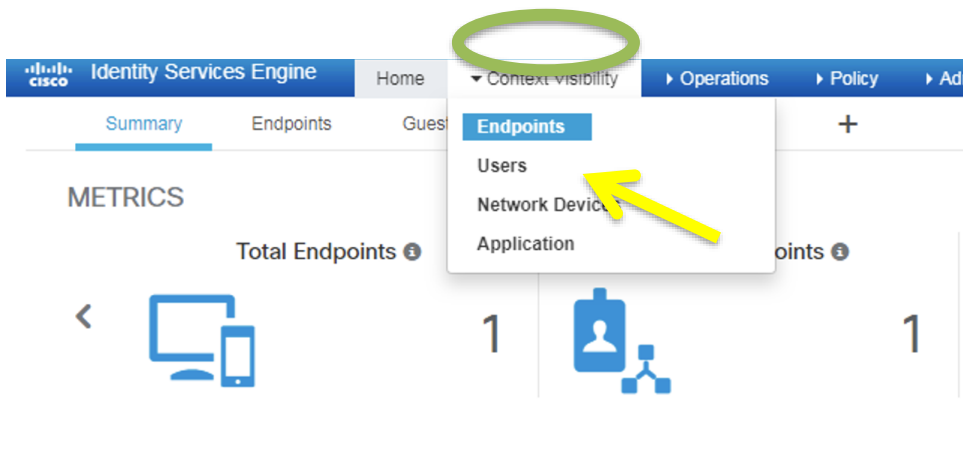 CISCO Identity Services Engine Home Context Visibility Operations Policy
Summary Endpoints
Endpoints
Users
Network Devices
Application
METRICS
Total Endpoints
1
1